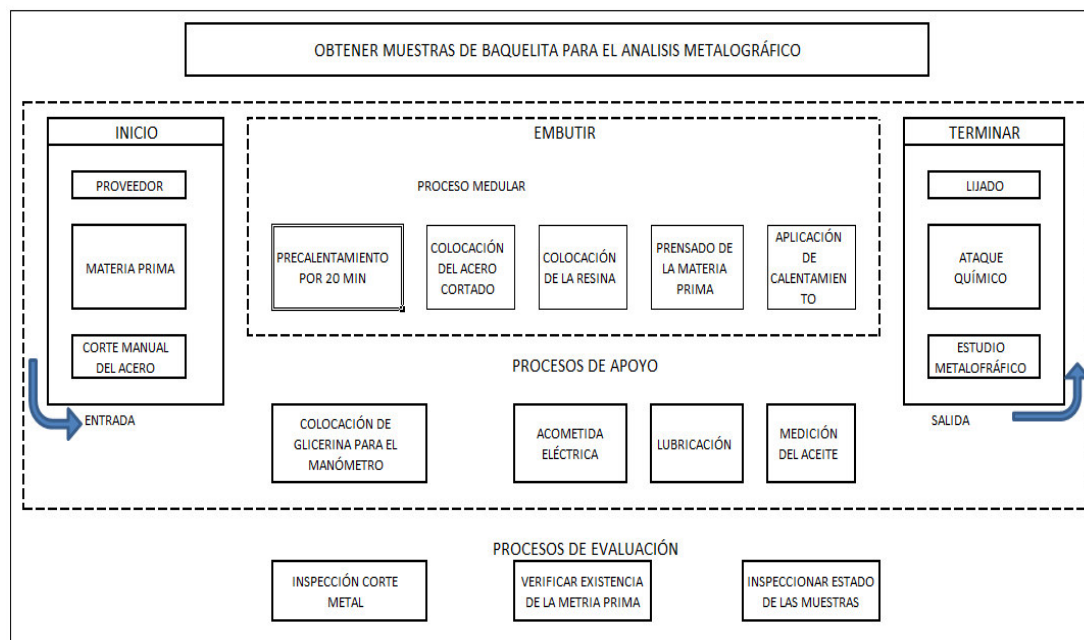 OBTENER MUESTRAS DE BAQUELITA PARA EL ANALISIS METALOGRÁFICO
INICIO
PROVEEDOR
MATERIA PRIMA
CORTE MANUAL
DEL ACERO
ENTRADA
EMBUTIR
PROCESO MEDULAR
PRECALENTAMIENTO
POR 20 MIN
COLOCACIÓN
DEL ACERO
CORTADO
COLOCACIÓN
DE LA RESINA
PRENSADO DE
LA MATERIA
PRIMA
APLICACIÓN
DE
CALENTAMIE
NTO
TERMINAR
LIJADO
ATAQUE
QUÍMICO
ESTUDIO
METALOFRÁFICO
SALIDA
PROCESOS DE APOYO
COLOCACIÓN DE
GLICERINA PARA EL
MANÓMETRO
ACOMETIDA
ELÉCTRICA
LUBRICACIÓN
MEDICIÓN
DEL ACEITE
PROCESOS DE EVALUACIÓN
INSPECCIÓN CORTE
METAL
VERIFICAR EXISTENCIA
DE LA METRIA PRIMA
INSPECCIONAR ESTADO
DE LAS MUESTRAS